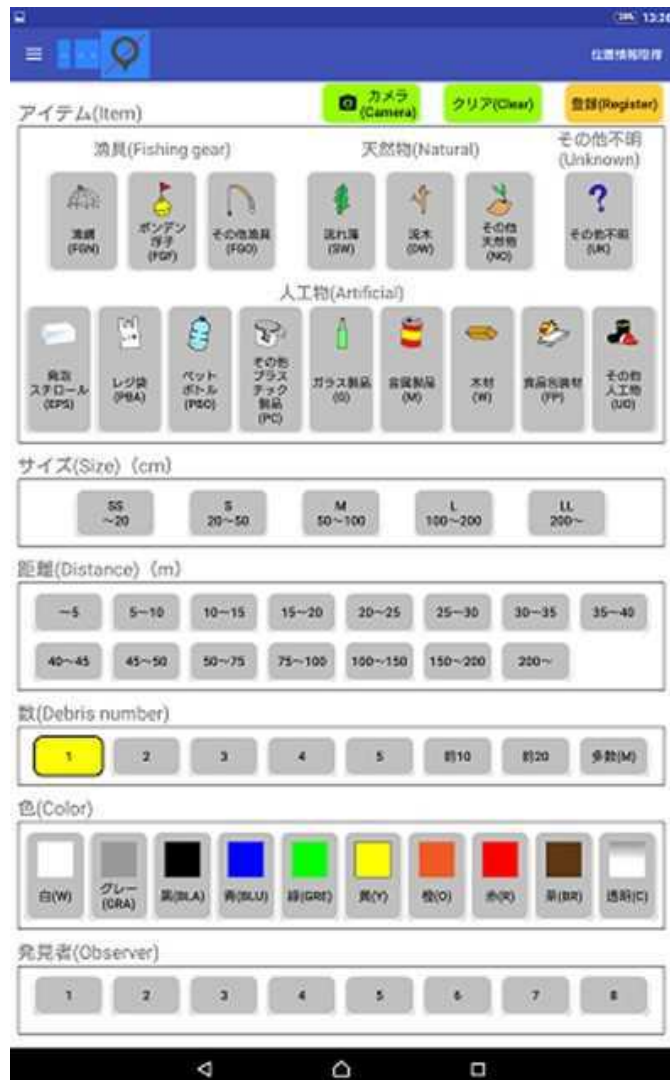 13:26
位置情報取得
アイテム(Item)
カメラ
(Camera)
クリア(Clear)
登録(Register)
漁具(Fishing gear)
天然物(Natural)
その他不明
(Unknown)
漁網
(FGN)
ボンデン
浮子
(FGF)
その他漁具
(FGO)
流れ藻
(SW)
流木
(DW)
その他
天然物
(NO)
その他不明
(UK)
人工物(Artificial)
発泡
スチロール
(EPS)
レジ袋
(PBA)
ペット
ボトル
(PBO)
その他
プラス
チック
製品
(PC)
ガラス製品
(G)
金属製品
(M)
木材
(W)
食品包装材
(FP)
その他
人工物
(UO)
サイズ(Size) (cm)
SS
~20
S
20~50
M
50~100
L
100~200
LL
200~
距離(Distance) (m)
~5 5~10 10~15 15~20 20~25 25~30 30~35 35~40
40~45 45~50 50~75 75~100 100~150 150~200 200~
数(Debris number)
1 2 3 4 5 約10 約20 多数(M)
色(Color)
白(W)
グレー
(GRA)
黒(BLA)
青(BLU)
緑(GRE)
黄(Y)
橙(O)
赤(R)
茶(BR)
透明(C)
発見者(Observer)
1 2 3 4 5 6 7 8